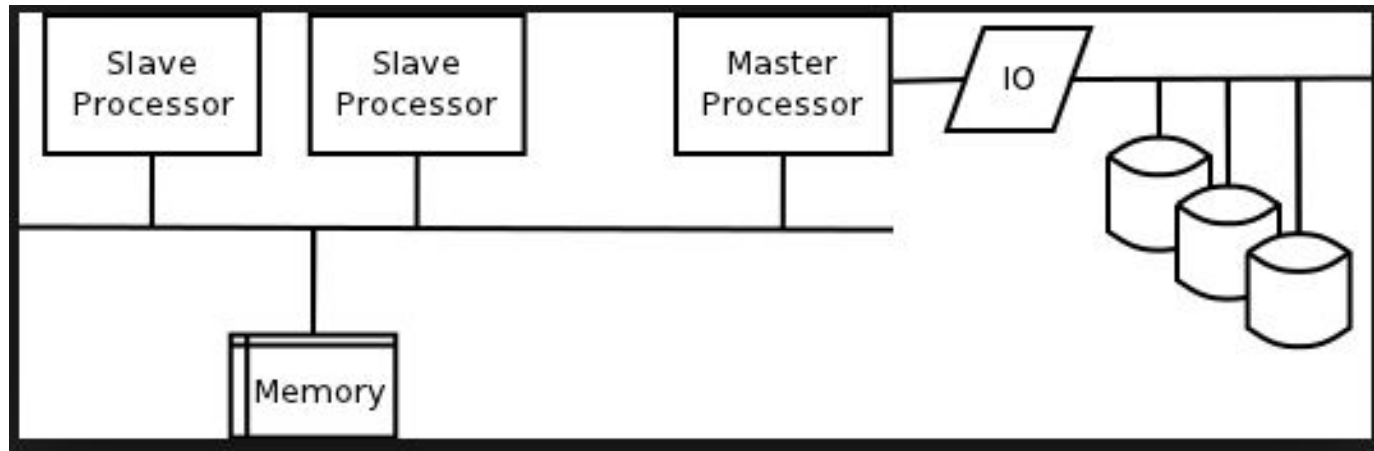 Slave
Processor
Slave
Processor
Master
Processor
IO
Memory